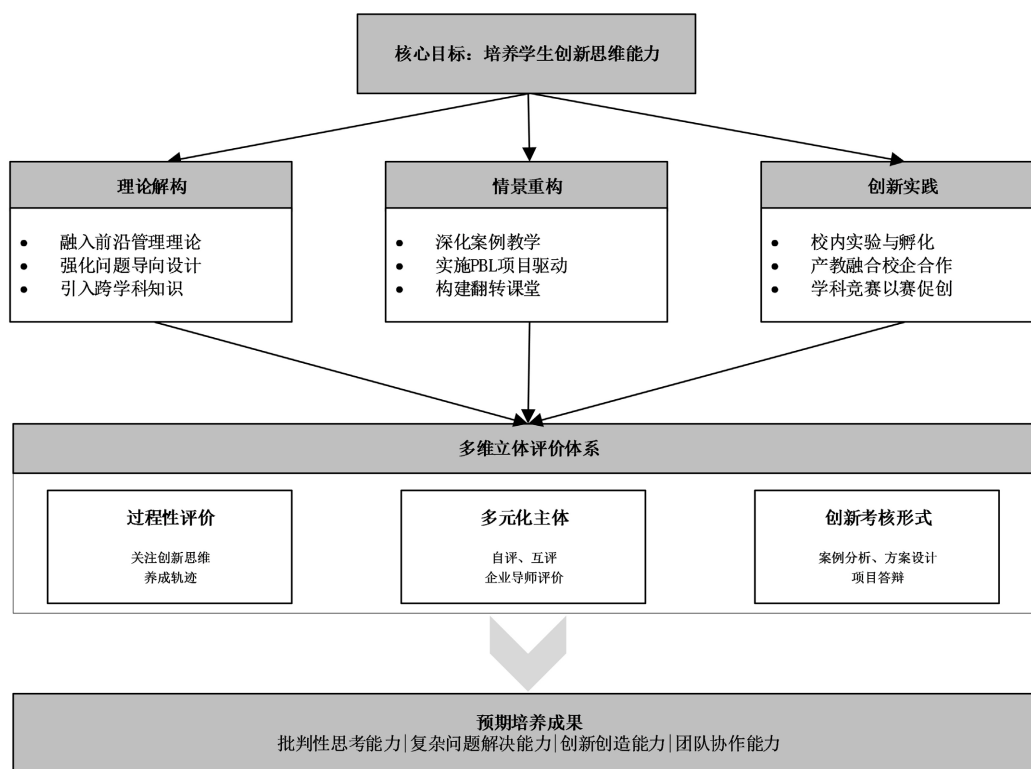 核心目标：培养学生创新思维能力
理论解构
• 融入前沿管理理论
• 强化问题导向设计
• 引入跨学科知识
情景重构
• 深化案例教学
• 实施PBL项目驱动
• 构建翻转课堂
创新实践
• 校内实验与孵化
• 产教融合校企合作
• 学科竞赛以赛促创
多维立体评价体系
过程性评价
关注创新思维
养成轨迹
多元化主体
自评、互评
企业导师评价
创新考核形式
案例分析、方案设计
项目答辩
预期培养成果
批判性思考能力|复杂问题解决能力|创新创造能力|团队协作能力